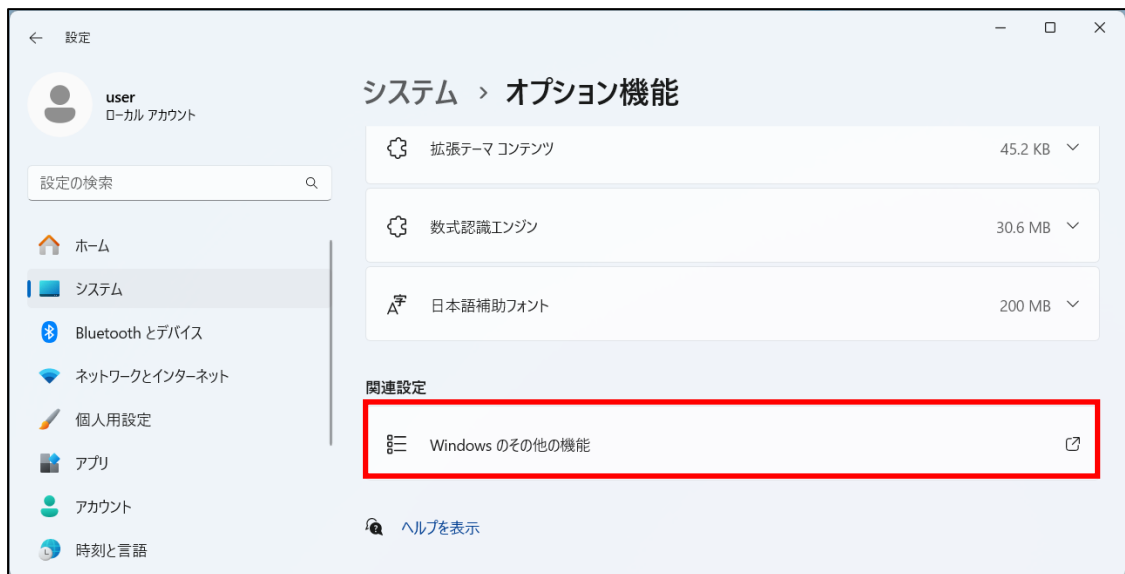 設定
user
ローカル アカウント
設定の検索
ホーム
システム
Bluetooth とデバイス
ネットワークとインターネット
個人用設定
アプリ
アカウント
時刻と言語
システム › オプション機能
拡張テーマ コンテンツ 45.2 KB
数式認識エンジン 30.6 MB
日本語補助フォント 200 MB
関連設定
Windows のその他の機能
ヘルプを表示